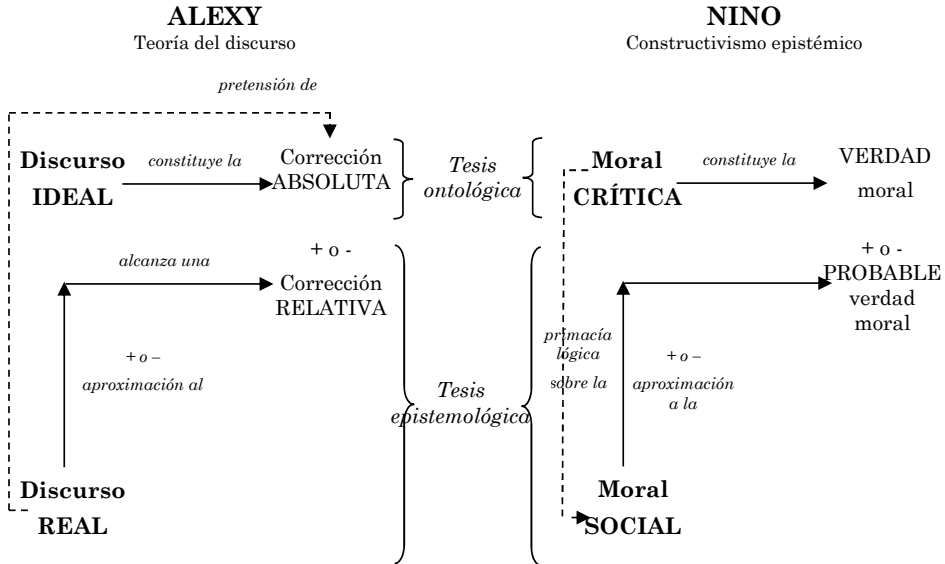 ALEXY
Teoría del discurso
NINO
Constructivismo epistémico
pretensión de
Discurso
IDEAL
constituye la
Corrección
ABSOLUTA
Tesis
ontológica
Moral
CRÍTICA
constituye la
VERDAD
moral
alcanza una
+ o -
Corrección
RELATIVA
+ o -
PROBABLE
verdad
moral
+ o –
aproximación al
Tesis
epistemológica
primacía
lógica
sobre la
+ o –
aproximación
a la
Discurso
REAL
Moral
SOCIAL